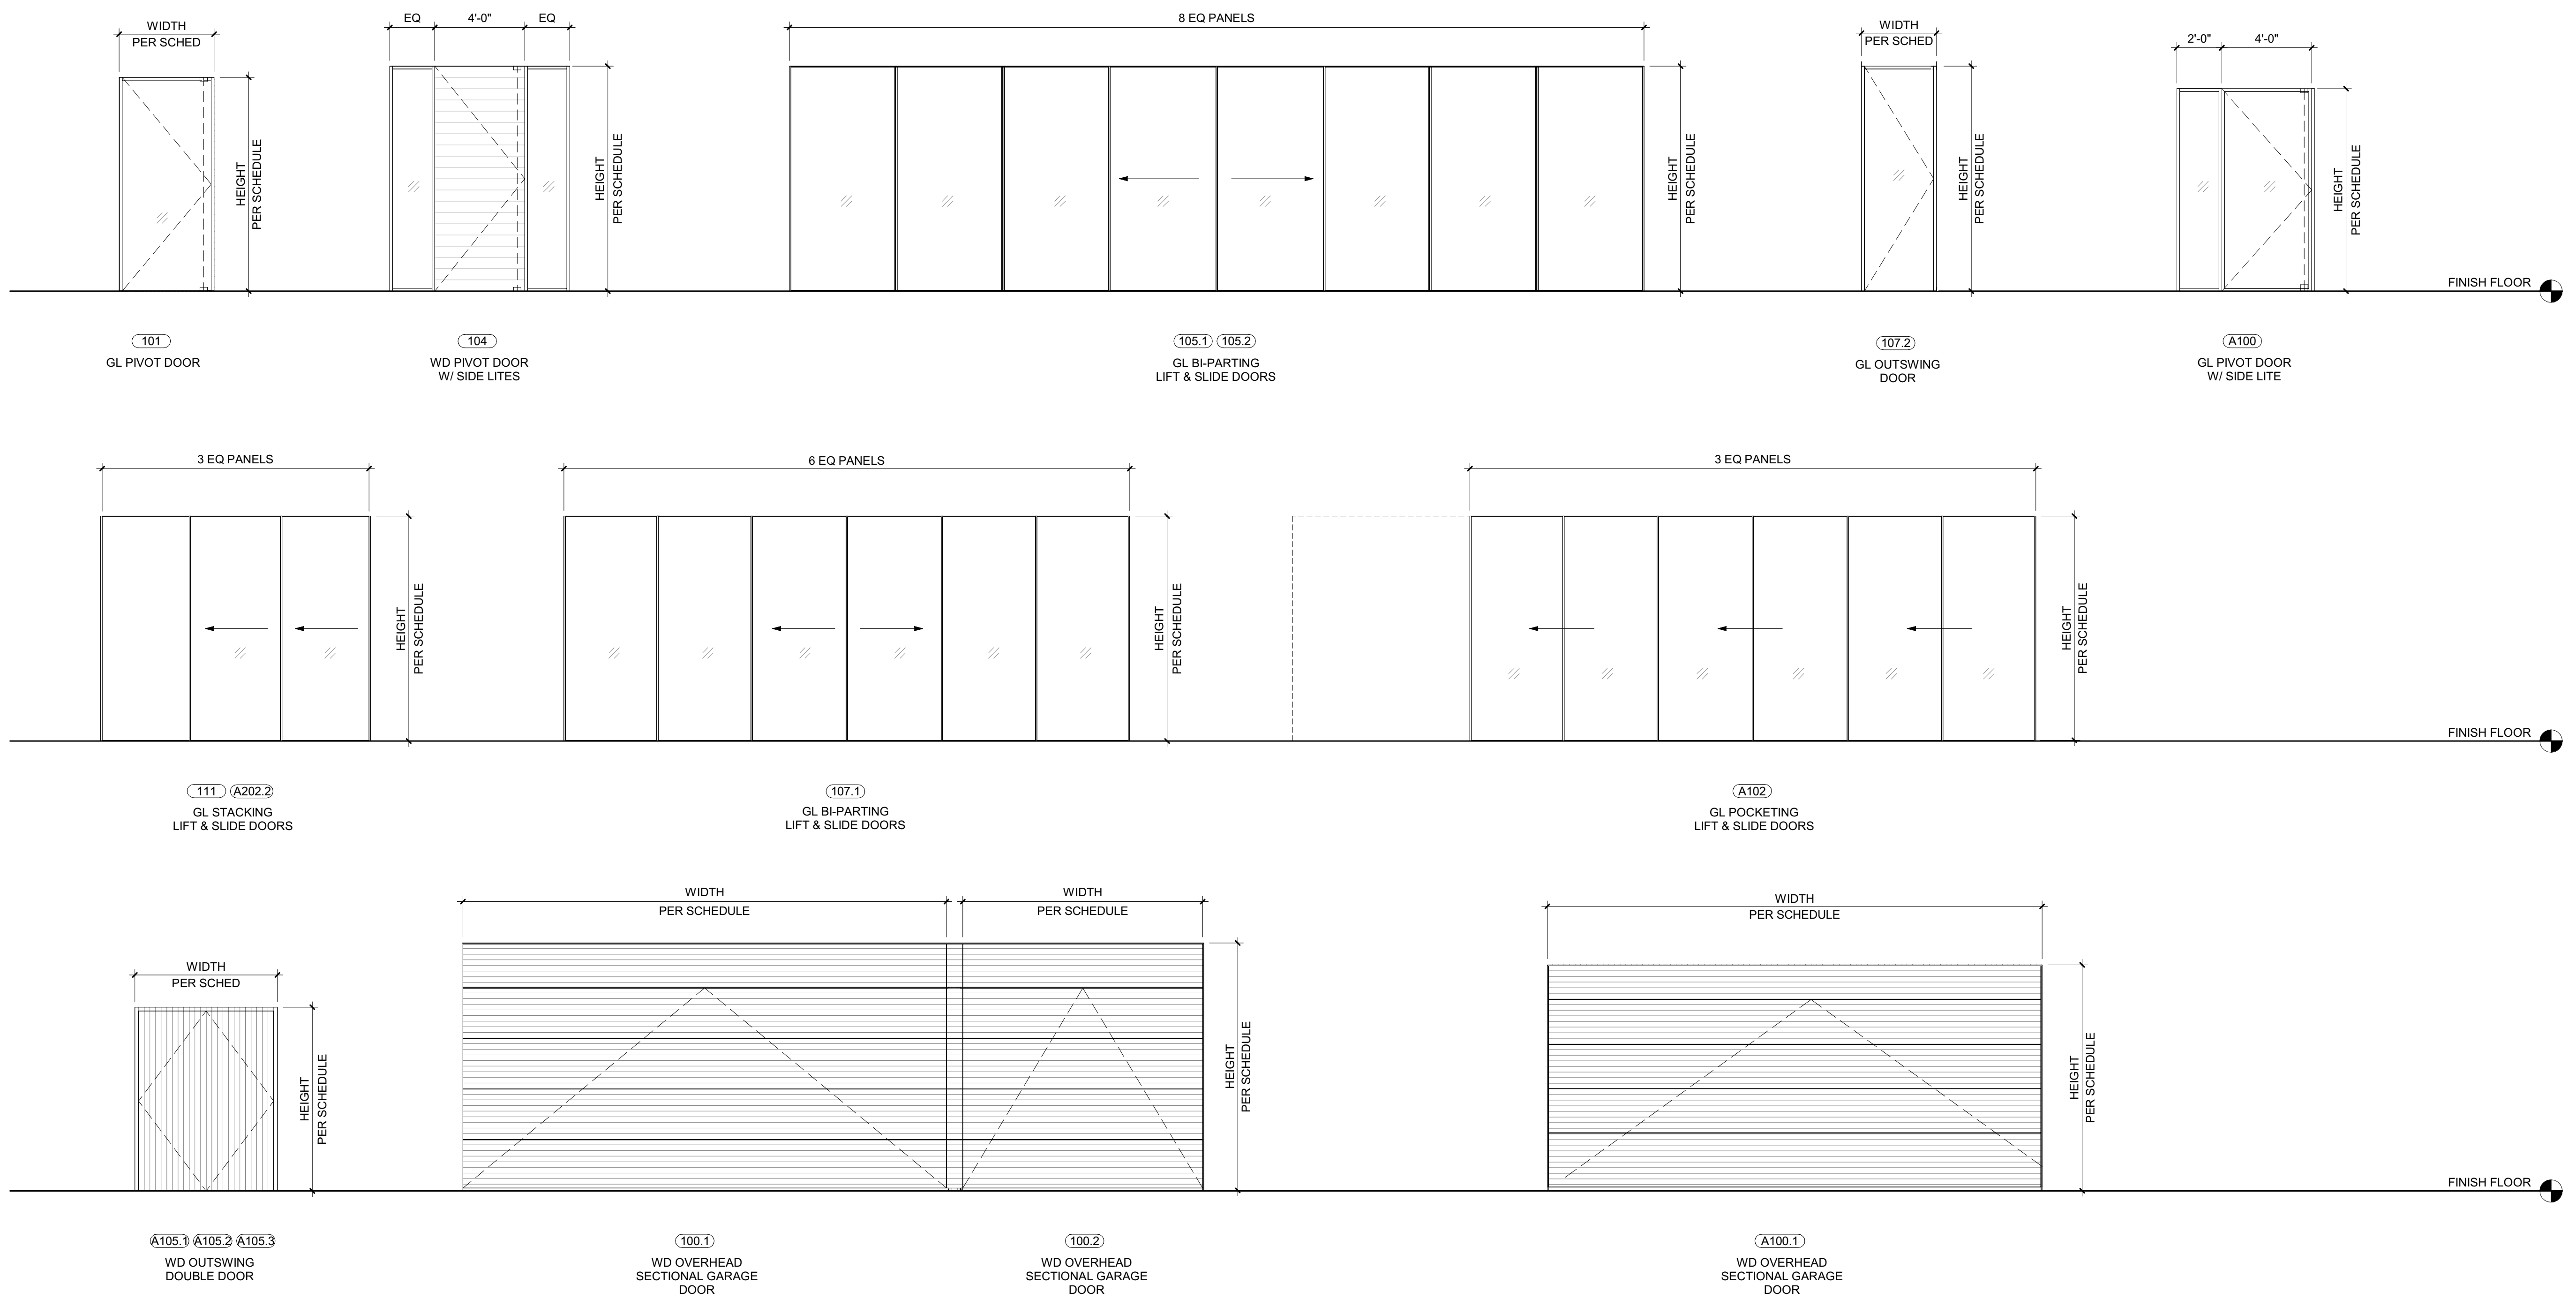 WIDTH
PER SCHED
HEIGHT
PER SCHEDULE
101
GL PIVOT DOOR
EQ
4'-0"
EQ
HEIGHT
PER SCHEDULE
104
WD PIVOT DOOR
W/ SIDE LITES
8 EQ PANELS
HEIGHT
PER SCHEDULE
105.1 105.2
GL BI-PARTING
LIFT & SLIDE DOORS
WIDTH
PER SCHED
HEIGHT
PER SCHEDULE
107.2
GL OUTSWING
DOOR
2'-0"
4'-0"
HEIGHT
PER SCHEDULE
A100
GL PIVOT DOOR
W/ SIDE LITE
FINISH FLOOR
3 EQ PANELS
HEIGHT
PER SCHEDULE
111 A202.2
GL STACKING
LIFT & SLIDE DOORS
6 EQ PANELS
HEIGHT
PER SCHEDULE
107.1
GL BI-PARTING
LIFT & SLIDE DOORS
3 EQ PANELS
HEIGHT
PER SCHEDULE
A102
GL POCKETING
LIFT & SLIDE DOORS
FINISH FLOOR
WIDTH
PER SCHED
HEIGHT
PER SCHEDULE
A105.1 A105.2 A105.3
WD OUTSWING
DOUBLE DOOR
WIDTH
PER SCHEDULE
100.1
WD OVERHEAD
SECTIONAL GARAGE
DOOR
WIDTH
PER SCHEDULE
HEIGHT
PER SCHEDULE
100.2
WD OVERHEAD
SECTIONAL GARAGE
DOOR
WIDTH
PER SCHEDULE
HEIGHT
PER SCHEDULE
A100.1
WD OVERHEAD
SECTIONAL GARAGE
DOOR
FINISH FLOOR